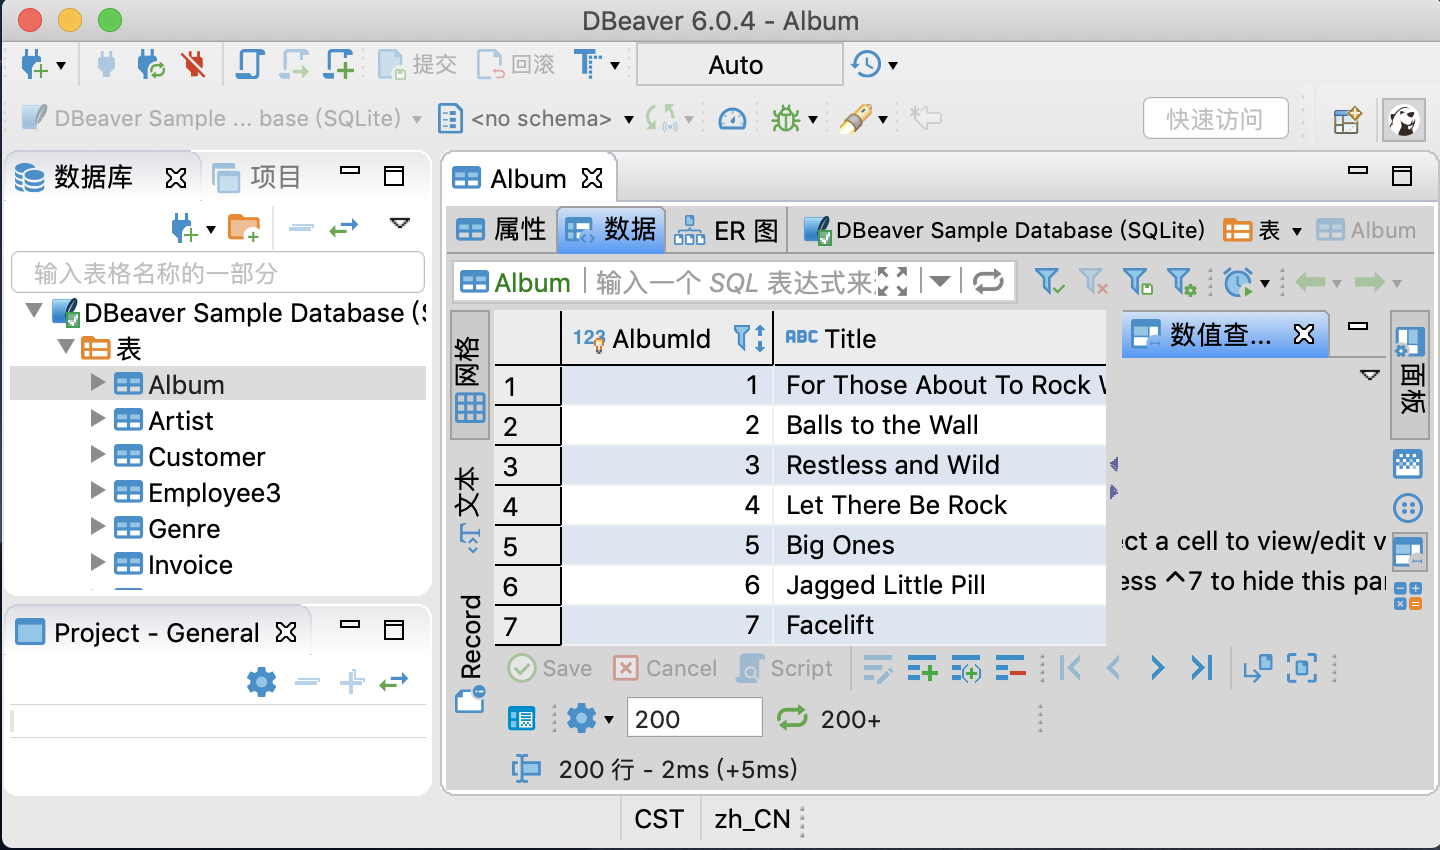 DBeaver 6.0.4 - Album
提交 回滚 Auto
DBeaver Sample ... base (SQLite) <no schema> 快速访问
数据库 项目
输入表格名称的一部分
DBeaver Sample Database (
表
Album
Artist
Customer
Employee3
Genre
Invoice
Project - General
Album
属性 数据 ER 图 DBeaver Sample Database (SQLite) 表 Album
Album 输入一个 SQL 表达式来
网格
文本
Record
123 AlbumId ABC Title
1 1 For Those About To Rock
2 2 Balls to the Wall
3 3 Restless and Wild
4 4 Let There Be Rock
5 5 Big Ones
6 6 Jagged Little Pill
7 7 Facelift
数值查...
面板
ect a cell to view/edit v
ess ^7 to hide this pa
Save Cancel Script
200 200+
200 行 - 2ms (+5ms)
CST zh_CN